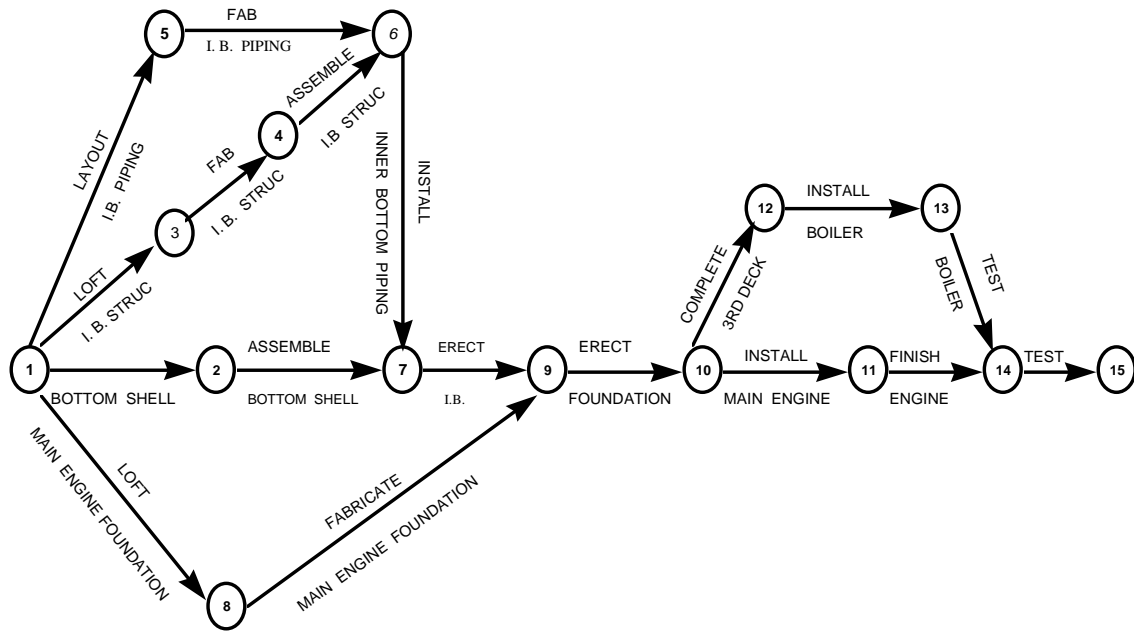 FAB
5
6
I. B. PIPING
ASSEMBLE
I.B STRUC
4
LAYOUT
I.B. PIPING
FAB
I. B. STRUC
3
LOFT
I. B. STRUC
INSTALL
INNER BOTTOM PIPING
12
INSTALL
BOILER
13
COMPLETE
3RD DECK
TEST
BOILER
1
BOTTOM SHELL
2
ASSEMBLE
BOTTOM SHELL
7
ERECT
I.B.
9
ERECT
FOUNDATION
10
INSTALL
MAIN ENGINE
11
FINISH
ENGINE
14
TEST
15
LOFT
MAIN ENGINE FOUNDATION
FABRICATE
MAIN ENGINE FOUNDATION
8